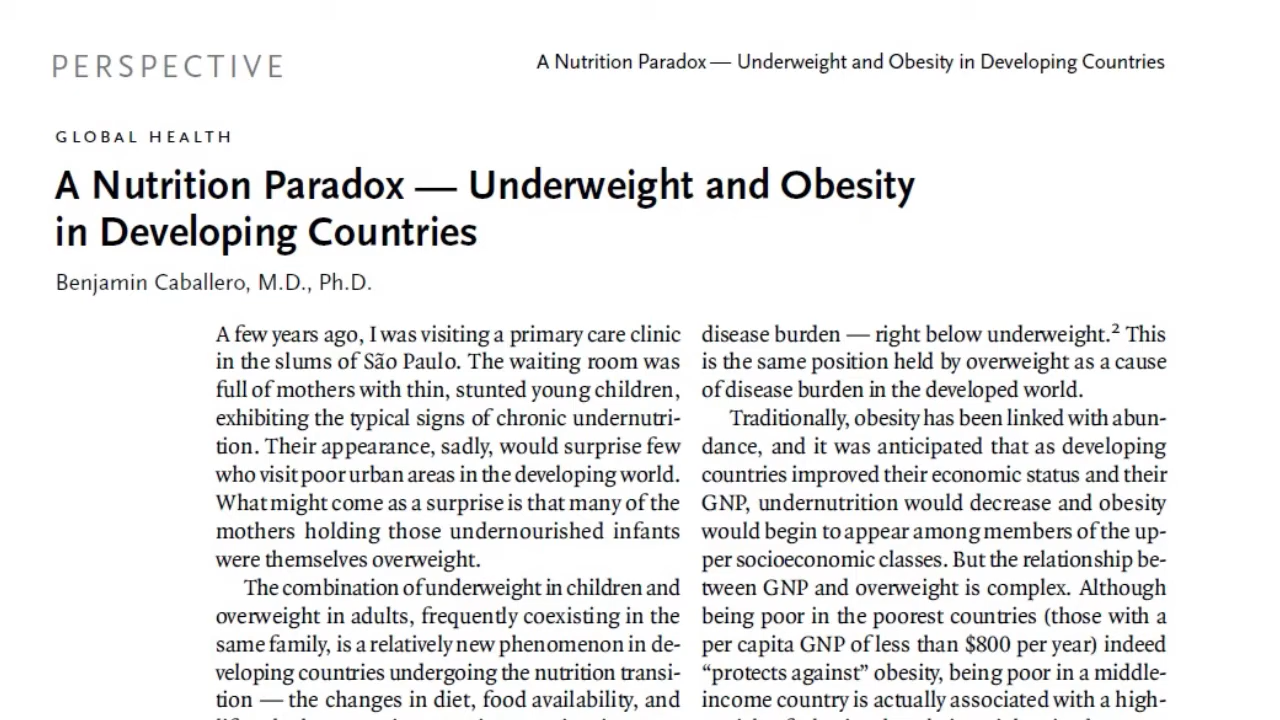 PERSPECTIVE
A Nutrition Paradox — Underweight and Obesity in Developing Countries
GLOBAL HEALTH
A Nutrition Paradox — Underweight and Obesity
in Developing Countries
Benjamin Caballero, M.D., Ph.D.
A few years ago, I was visiting a primary care clinic
in the slums of São Paulo. The waiting room was
full of mothers with thin, stunted young children,
exhibiting the typical signs of chronic undernutri-
tion. Their appearance, sadly, would surprise few
who visit poor urban areas in the developing world.
What might come as a surprise is that many of the
mothers holding those undernourished infants
were themselves overweight.
The combination of underweight in children and
overweight in adults, frequently coexisting in the
same family, is a relatively new phenomenon in de-
veloping countries undergoing the nutrition transi-
tion — the changes in diet, food availability, and
disease burden — right below underweight.² This
is the same position held by overweight as a cause
of disease burden in the developed world.
Traditionally, obesity has been linked with abun-
dance, and it was anticipated that as developing
countries improved their economic status and their
GNP, undernutrition would decrease and obesity
would begin to appear among members of the up-
per socioeconomic classes. But the relationship be-
tween GNP and overweight is complex. Although
being poor in the poorest countries (those with a
per capita GNP of less than $800 per year) indeed
“protects against” obesity, being poor in a middle-
income country is actually associated with a high-